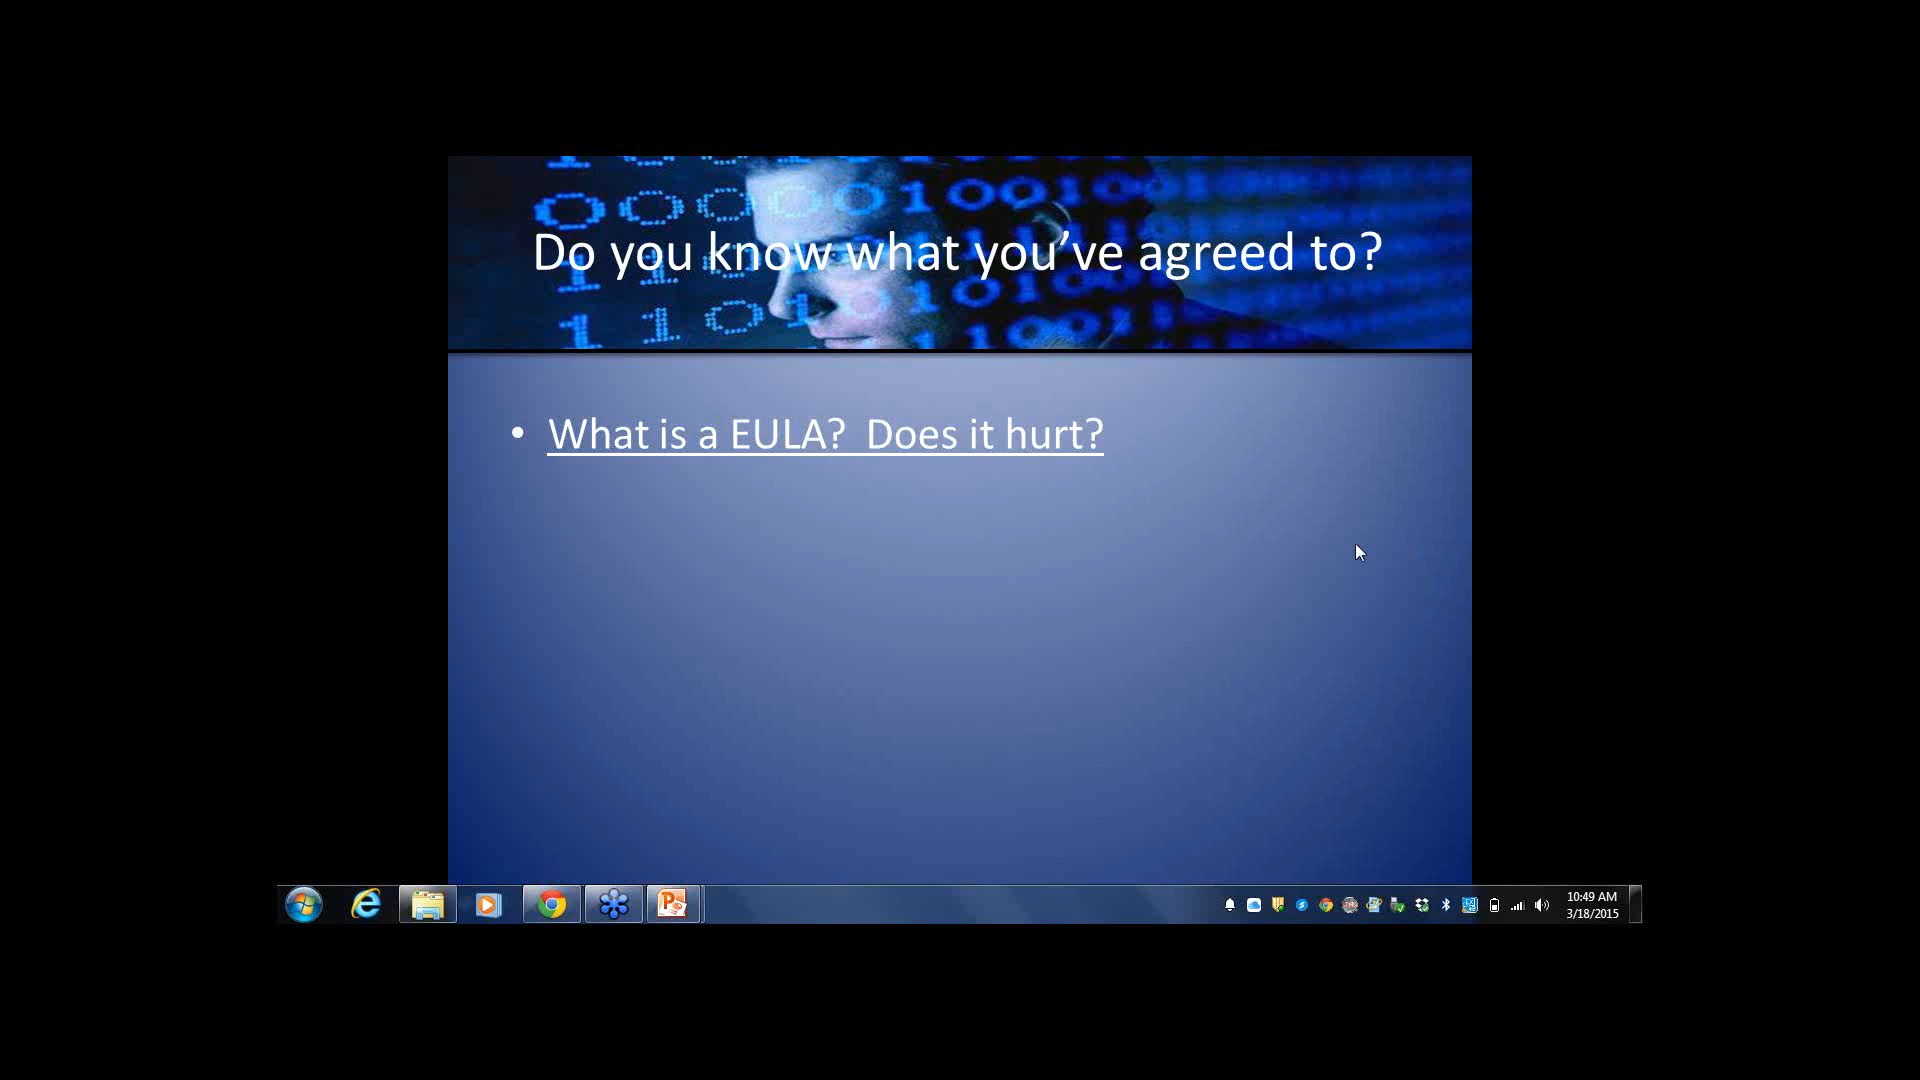 00000100100100
Do you know what you've agreed to?
• What is a EULA?  Does it hurt?
10:49 AM
3/18/2015